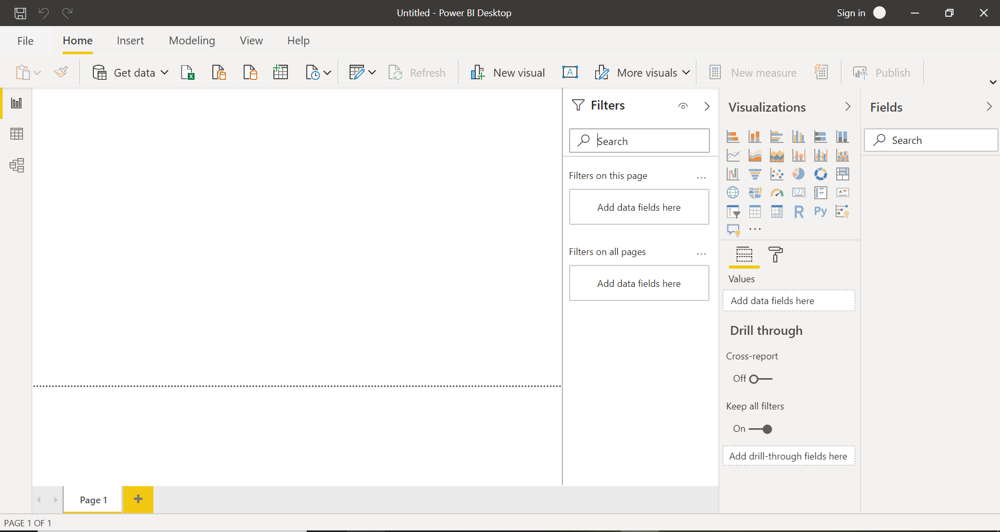 Untitled - Power BI Desktop
Sign in
File
Home
Insert
Modeling
View
Help
Get data
Refresh
New visual
More visuals
New measure
Publish
Filters
Search
Filters on this page
...
Add data fields here
Filters on all pages
...
Add data fields here
Visualizations
123
R
Py
...
Values
Add data fields here
Drill through
Cross-report
Off
Keep all filters
On
Add drill-through fields here
Fields
Search
Page 1
PAGE 1 OF 1